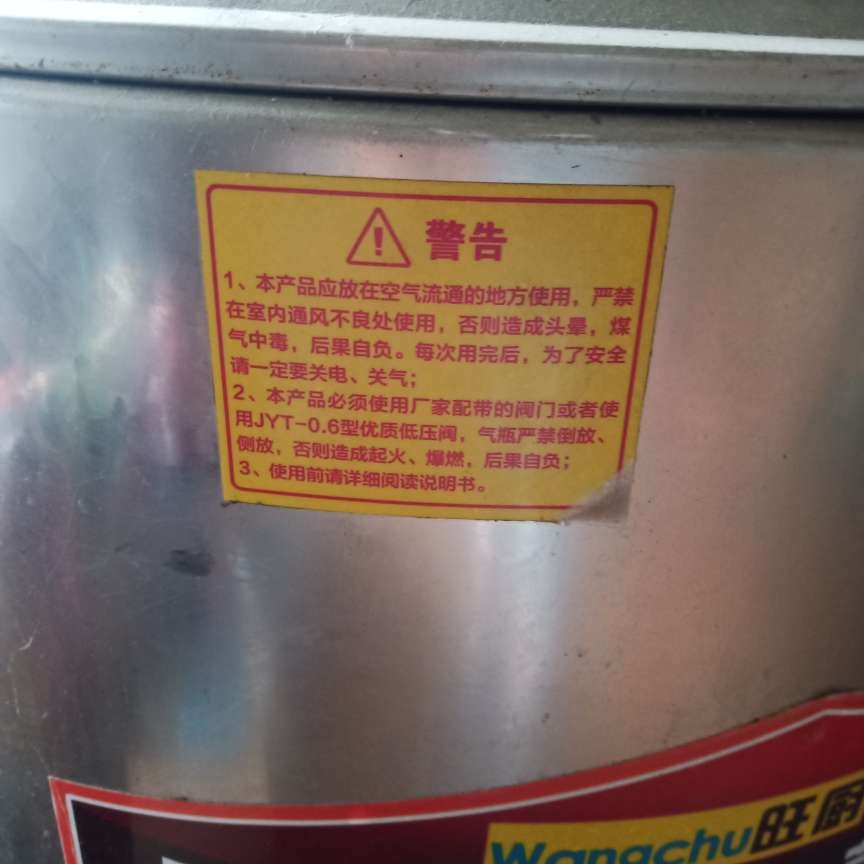 警告
1、本产品应放在空气流通的地方使用，严禁
在室内通风不良处使用，否则造成头晕，煤
气中毒，后果自负。每次用完后，为了安全
请一定要关电、关气；
2、本产品必须使用厂家配带的阀门或者使
用JYT-0.6型优质低压阀，气瓶严禁倒放、
侧放，否则造成起火、爆燃，后果自负；
3、使用前请详细阅读说明书。
Wangchu旺厨